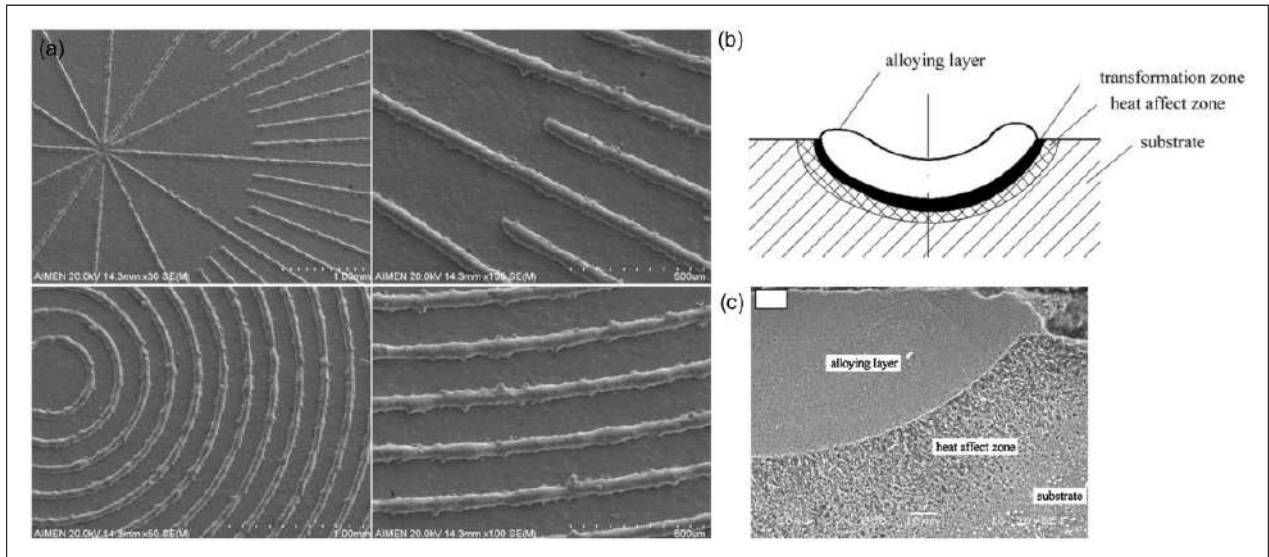 (a)
AIMEN 20.0kV 14.3mm x30 SE(M)
1.00mm
AIMEN 20.0kV 14.3mm x100 SE(M)
500um
AIMEN 20.0kV 14.3mm x50 SE(M)
1.00mm
AIMEN 20.0kV 14.3mm x100 SE(M)
500um
(b)
alloying layer
transformation zone
heat affect zone
substrate
(c)
alloying layer
heat affect zone
substrate